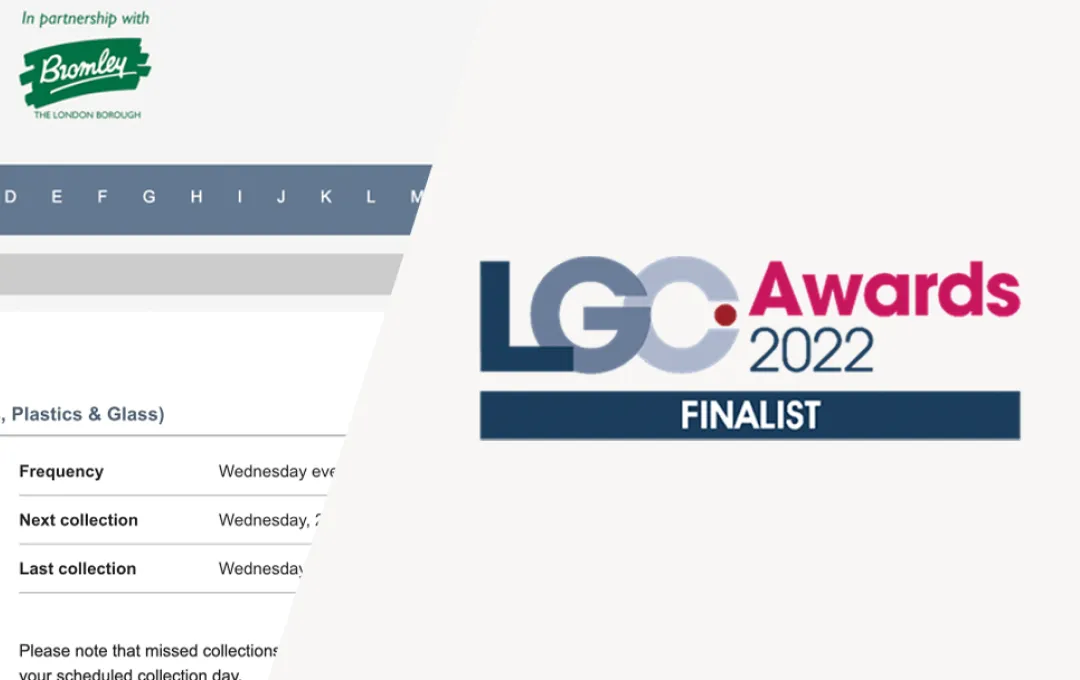 In partnership with
Bromley
THE LONDON BOROUGH
D E F G H I J K L M
, Plastics & Glass)
Frequency Wednesday eve
Next collection Wednesday, 2
Last collection Wednesday
Please note that missed collections
your scheduled collection day.
LGC Awards
2022
FINALIST